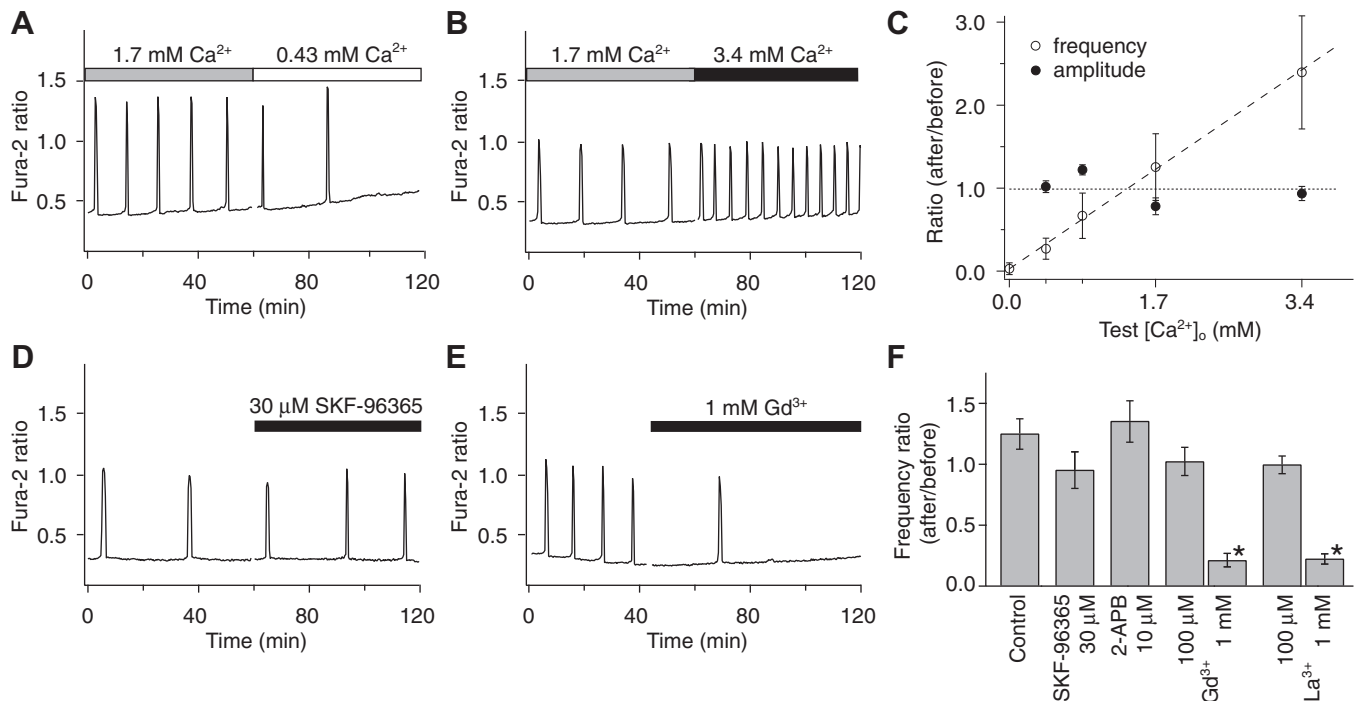 A
1.7 mM Ca²⁺
0.43 mM Ca²⁺
Fura-2 ratio
1.5
1.0
0.5
0
40
80
120
Time (min)
B
1.7 mM Ca²⁺
3.4 mM Ca²⁺
Fura-2 ratio
1.5
1.0
0.5
0
40
80
120
Time (min)
C
frequency
amplitude
Ratio (after/before)
3.0
2.0
1.0
0.0
0.0
1.7
3.4
Test [Ca²⁺]ₒ (mM)
D
30 μM SKF-96365
Fura-2 ratio
1.5
1.0
0.5
0
40
80
120
Time (min)
E
1 mM Gd³⁺
Fura-2 ratio
1.5
1.0
0.5
0
40
80
120
Time (min)
F
Frequency ratio
(after/before)
1.5
1.0
0.5
0.0
*
*
Control
SKF-96365
30 μM
2-APB
10 μM
100 μM
1 mM
Gd³⁺
100 μM
1 mM
La³⁺